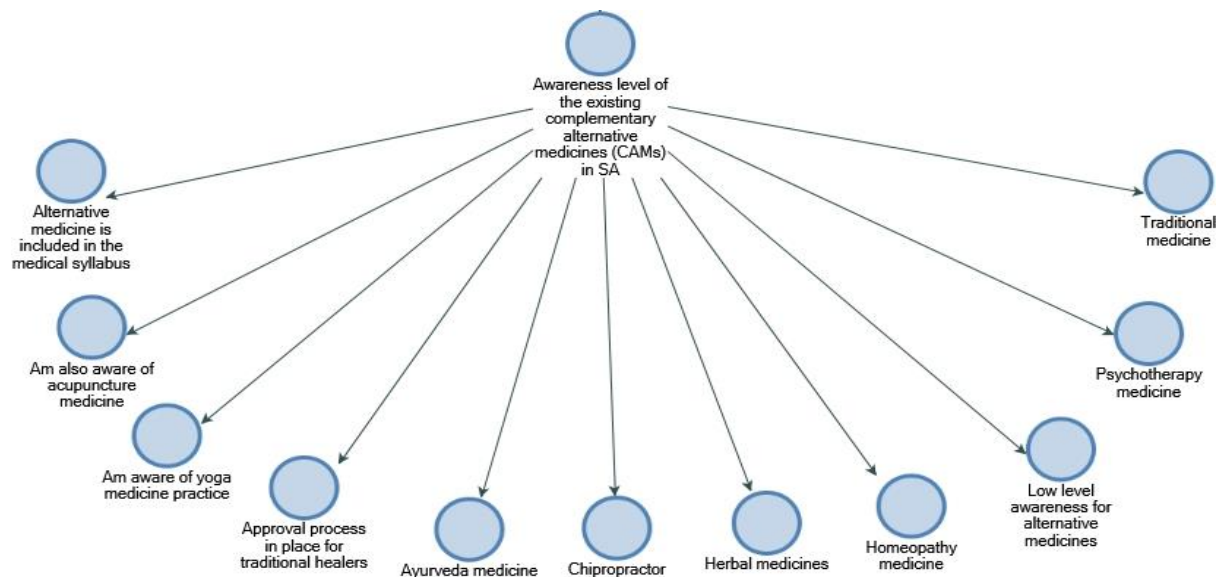 Awareness level of
the existing
complementary
alternative
medicines (CAMs)
in SA
Alternative
medicine is
included in the
medical syllabus
Am also aware of
acupuncture
medicine
Am aware of yoga
medicine practice
Approval process
in place for
traditional healers
Ayurveda medicine
Chipropractor
Herbal medicines
Homeopathy
medicine
Low level
awareness for
alternative
medicines
Psychotherapy
medicine
Traditional
medicine